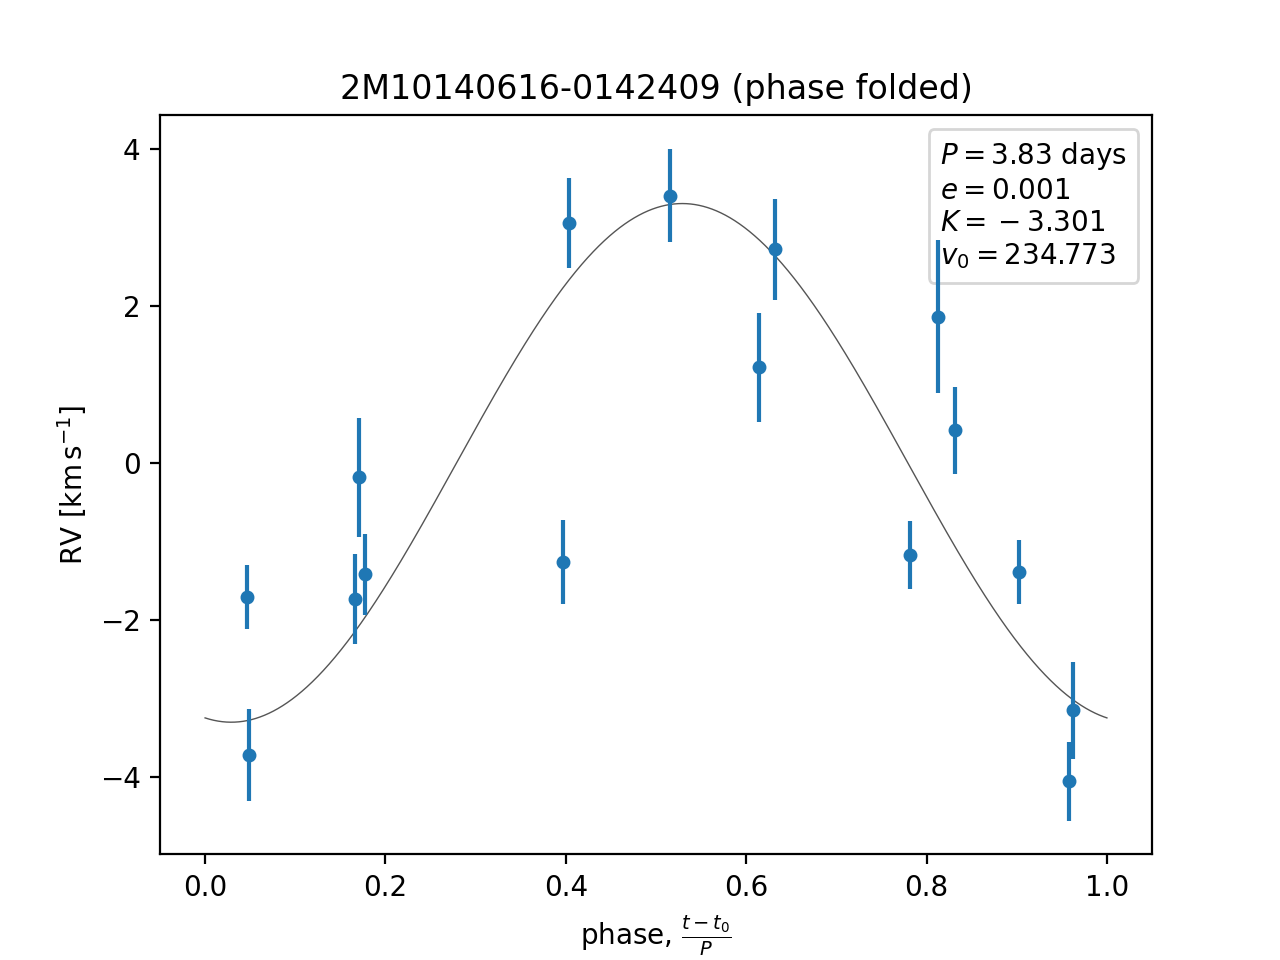 2M10140616-0142409 (phase folded)
P = 3.83 days
e = 0.001
K = −3.301
v₀ = 234.773
RV [km s⁻¹]
4
2
0
−2
−4
0.0 0.2 0.4 0.6 0.8 1.0
phase, (t − t₀)/P